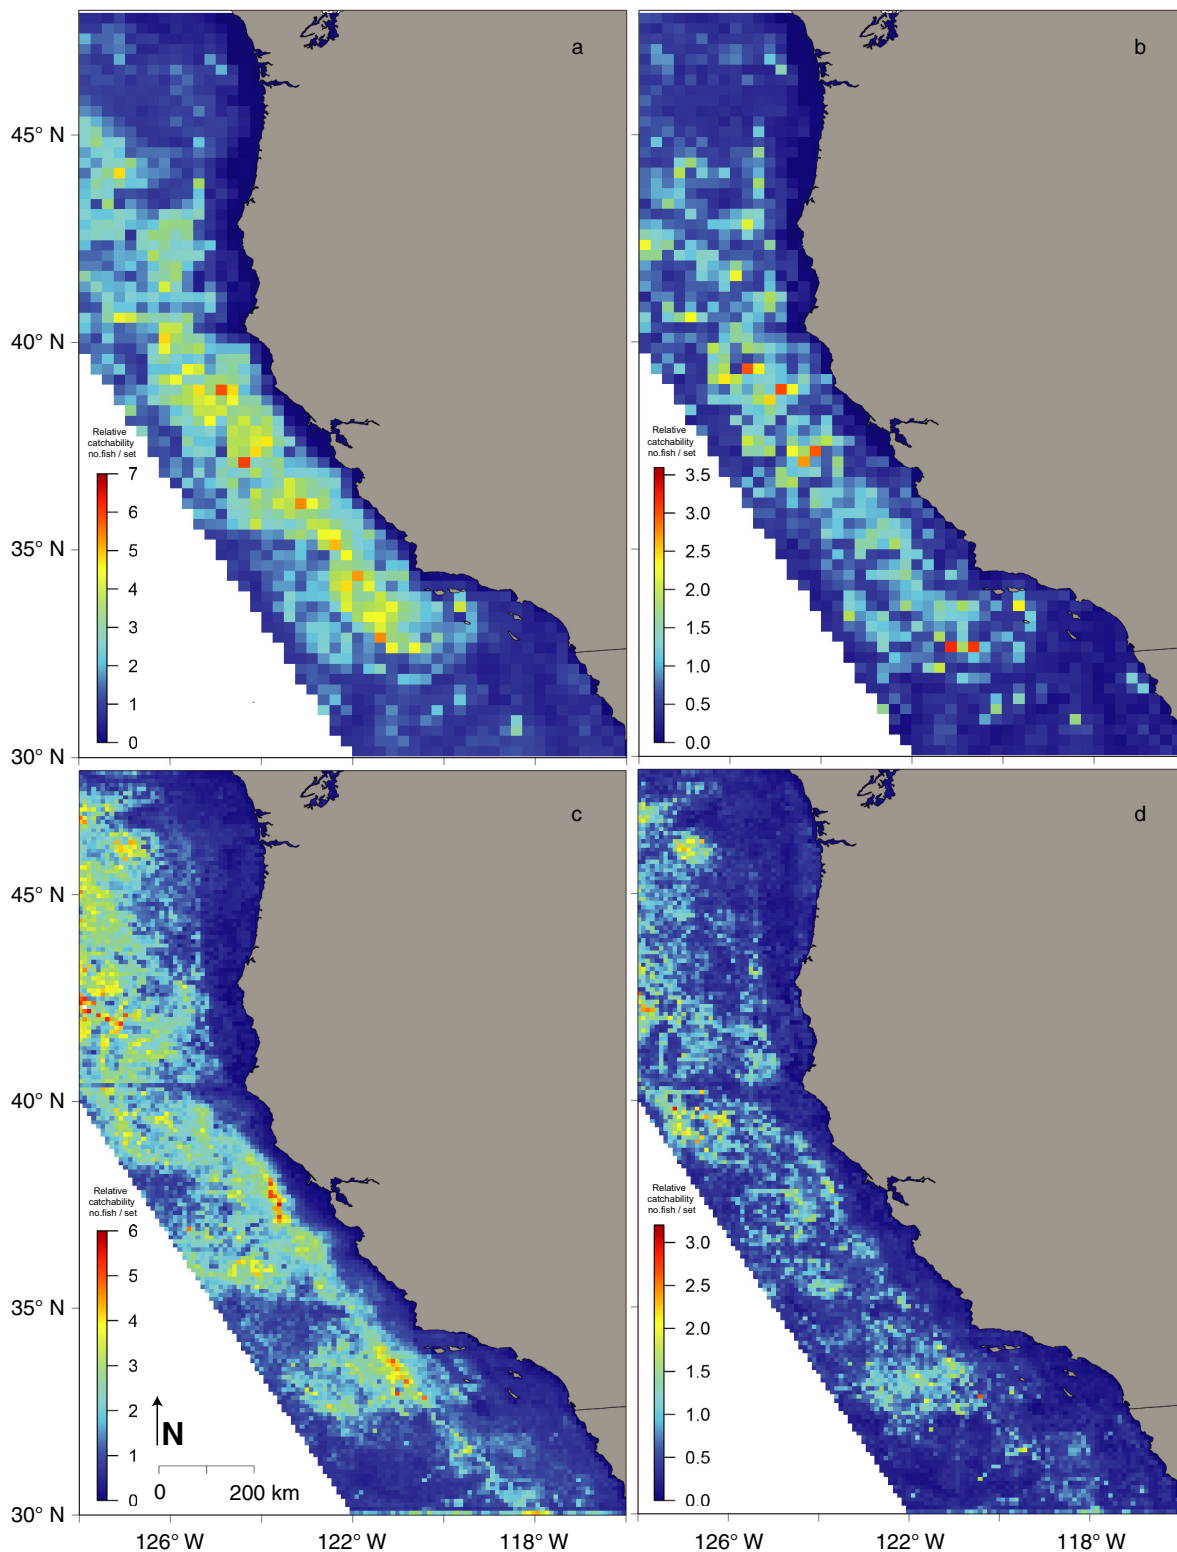 a
b
45° N
40° N
35° N
30° N
Relative
catchability
no.fish / set
7
6
5
4
3
2
1
0
Relative
catchability
no.fish / set
3.5
3.0
2.5
2.0
1.5
1.0
0.5
0.0
c
d
45° N
40° N
35° N
30° N
Relative
catchability
no.fish / set
6
5
4
3
2
1
0
N
0 200 km
Relative
catchability
no.fish / set
3.0
2.5
2.0
1.5
1.0
0.5
0.0
126° W 122° W 118° W
126° W 122° W 118° W